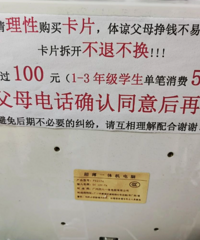 请理性购买卡片，体谅父母挣钱不易
卡片拆开不退不换!!!
过 100 元（1-3 年级学生单笔消费 5
父母电话确认同意后再
避免后期不必要的纠纷，请互相理解配合谢谢